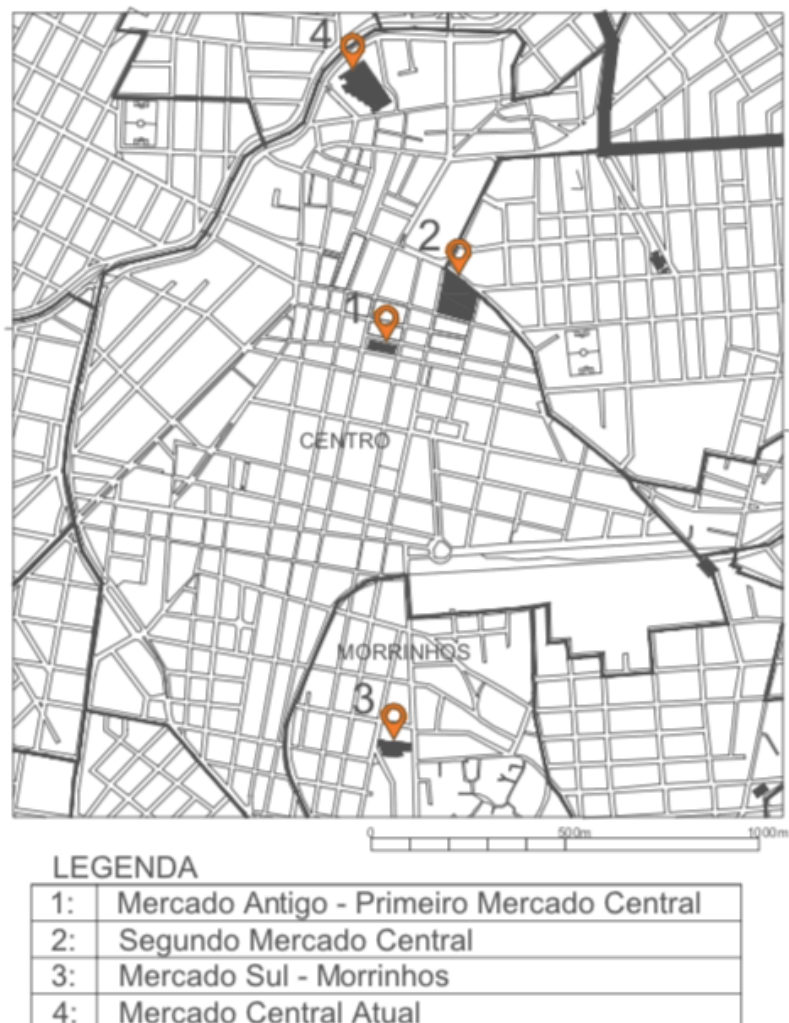 4
2
1
CENTRO
MORRINHOS
3
0 500m 1000m
LEGENDA
1: Mercado Antigo - Primeiro Mercado Central
2: Segundo Mercado Central
3: Mercado Sul - Morrinhos
4: Mercado Central Atual